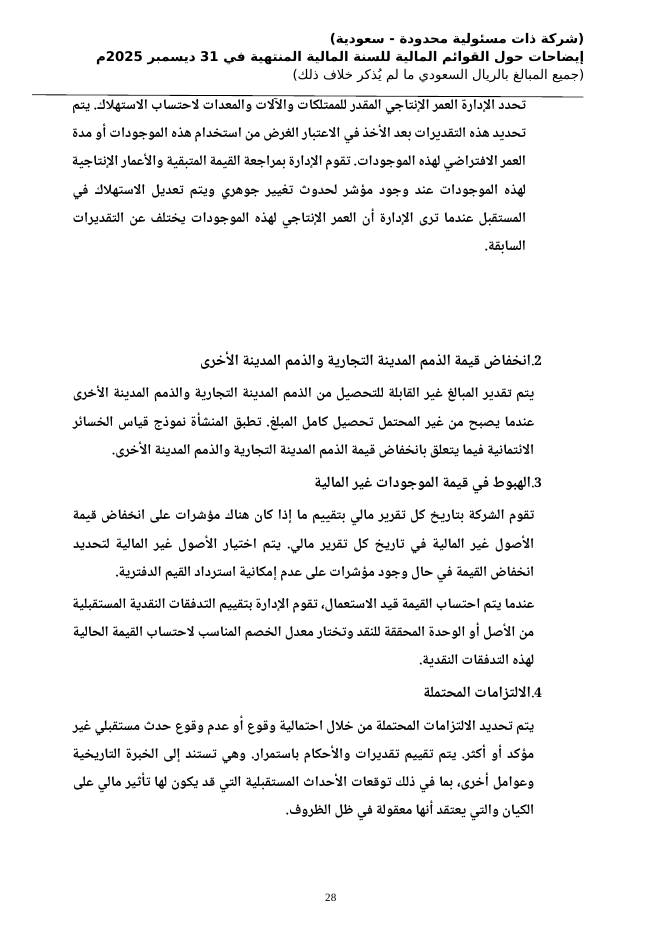 (شركة ذات مسئولية محدودة - سعودية)
إيضاحات حول القوائم المالية للسنة المالية المنتهية في 31 ديسمبر 2025م
(جميع المبالغ بالريال السعودي ما لم يُذكر خلاف ذلك)
تحدد الإدارة العمر الإنتاجي المقدر للممتلكات والآلات والمعدات لاحتساب الاستهلاك. يتم
تحديد هذه التقديرات بعد الأخذ في الاعتبار الغرض من استخدام هذه الموجودات أو مدة
العمر الافتراضي لهذه الموجودات. تقوم الإدارة بمراجعة القيمة المتبقية والأعمار الإنتاجية
لهذه الموجودات عند وجود مؤشر لحدوث تغيير جوهري ويتم تعديل الاستهلاك في
المستقبل عندما ترى الإدارة أن العمر الإنتاجي لهذه الموجودات يختلف عن التقديرات
السابقة.
2.انخفاض قيمة الذمم المدينة التجارية والذمم المدينة الأخرى
يتم تقدير المبالغ غير القابلة للتحصيل من الذمم المدينة التجارية والذمم المدينة الأخرى
عندما يصبح من غير المحتمل تحصيل كامل المبلغ. تطبق المنشأة نموذج قياس الخسائر
الائتمانية فيما يتعلق بانخفاض قيمة الذمم المدينة التجارية والذمم المدينة الأخرى.
3.الهبوط في قيمة الموجودات غير المالية
تقوم الشركة بتاريخ كل تقرير مالي بتقييم ما إذا كان هناك مؤشرات على انخفاض قيمة
الأصول غير المالية في تاريخ كل تقرير مالي. يتم اختيار الأصول غير المالية لتحديد
انخفاض القيمة في حال وجود مؤشرات على عدم إمكانية استرداد القيم الدفترية.
عندما يتم احتساب القيمة قيد الاستعمال، تقوم الإدارة بتقييم التدفقات النقدية المستقبلية
من الأصل أو الوحدة المحققة للنقد وتختار معدل الخصم المناسب لاحتساب القيمة الحالية
لهذه التدفقات النقدية.
4.الالتزامات المحتملة
يتم تحديد الالتزامات المحتملة من خلال احتمالية وقوع أو عدم وقوع حدث مستقبلي غير
مؤكد أو أكثر. يتم تقييم تقديرات والأحكام باستمرار. وهي تستند إلى الخبرة التاريخية
وعوامل أخرى، بما في ذلك توقعات الأحداث المستقبلية التي قد يكون لها تأثير مالي على
الكيان والتي يعتقد أنها معقولة في ظل الظروف.
28